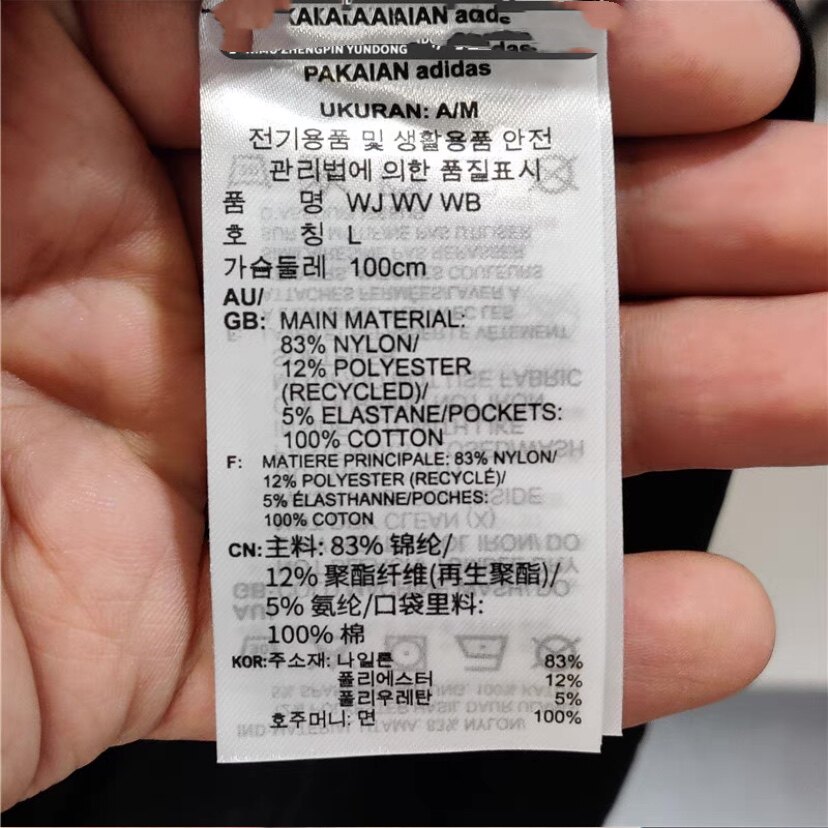 PAKAIAN adidas
UKURAN: A/M
전기용품 및 생활용품 안전
관리법에 의한 품질표시
품 명 WJ WV WB
호 칭 L
가슴둘레 100cm
AU/
GB: MAIN MATERIAL:
83% NYLON/
12% POLYESTER
(RECYCLED)/
5% ELASTANE/POCKETS:
100% COTTON
F: MATIERE PRINCIPALE: 83% NYLON/
12% POLYESTER (RECYCLÉ)/
5% ÉLASTHANNE/POCHES:
100% COTON
CN: 主料: 83% 锦纶/
12% 聚酯纤维(再生聚酯)/
5% 氨纶/口袋里料:
100% 棉
KOR: 주소재: 나일론 83%
폴리에스터 12%
폴리우레탄 5%
호주머니: 면 100%